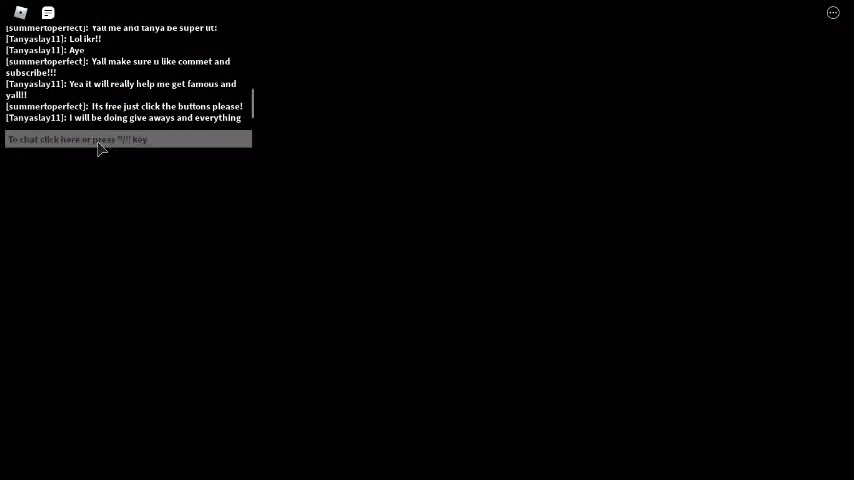 [summertoperfect]: Yall me and tanya be super lit!
[Tanyaslay11]: Lol ikr!!
[Tanyaslay11]: Aye
[summertoperfect]: Yall make sure u like commet and
subscribe!!!
[Tanyaslay11]: Yea it will really help me get famous and
yall!!
[summertoperfect]: Its free just click the buttons please!
[Tanyaslay11]: I will be doing give aways and everything
To chat click here or press "/" key